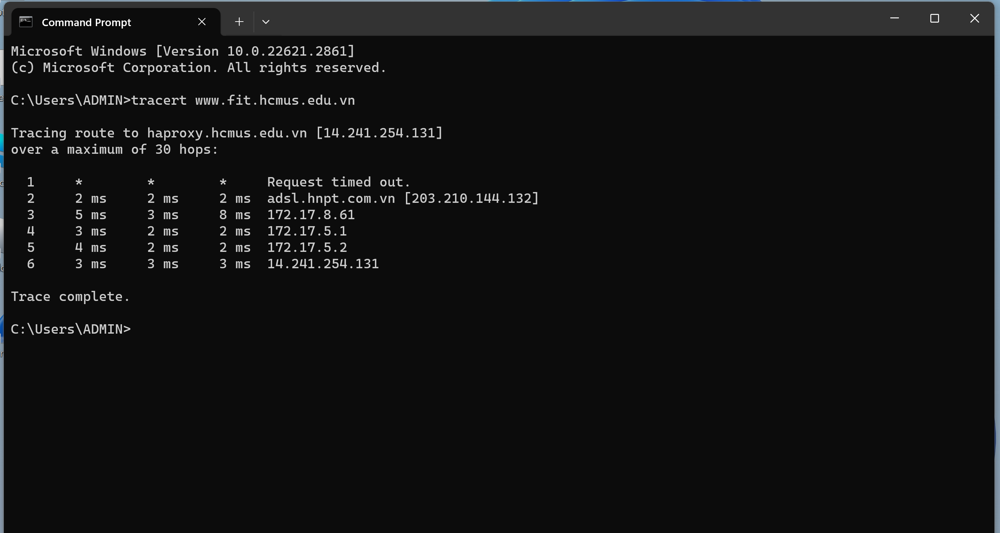 Command Prompt
Microsoft Windows [Version 10.0.22621.2861]
(c) Microsoft Corporation. All rights reserved.
C:\Users\ADMIN>tracert www.fit.hcmus.edu.vn
Tracing route to haproxy.hcmus.edu.vn [14.241.254.131]
over a maximum of 30 hops:
1 * * * Request timed out.
2 2 ms 2 ms 2 ms adsl.hnpt.com.vn [203.210.144.132]
3 5 ms 3 ms 8 ms 172.17.8.61
4 3 ms 2 ms 2 ms 172.17.5.1
5 4 ms 2 ms 2 ms 172.17.5.2
6 3 ms 3 ms 3 ms 14.241.254.131
Trace complete.
C:\Users\ADMIN>